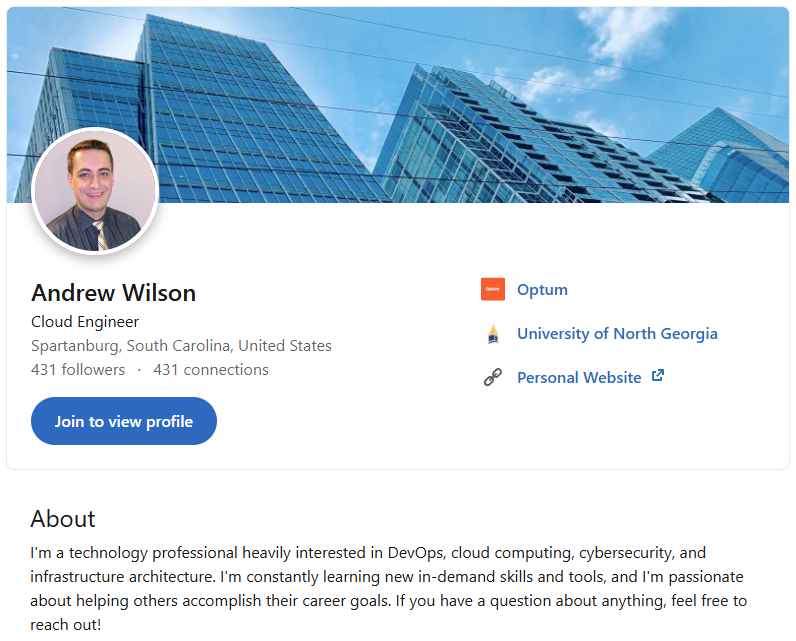 Andrew Wilson
Cloud Engineer
Spartanburg, South Carolina, United States
431 followers · 431 connections
Join to view profile
Optum
Optum
University of North Georgia
Personal Website
About
I'm a technology professional heavily interested in DevOps, cloud computing, cybersecurity, and
infrastructure architecture. I'm constantly learning new in-demand skills and tools, and I'm passionate
about helping others accomplish their career goals. If you have a question about anything, feel free to
reach out!